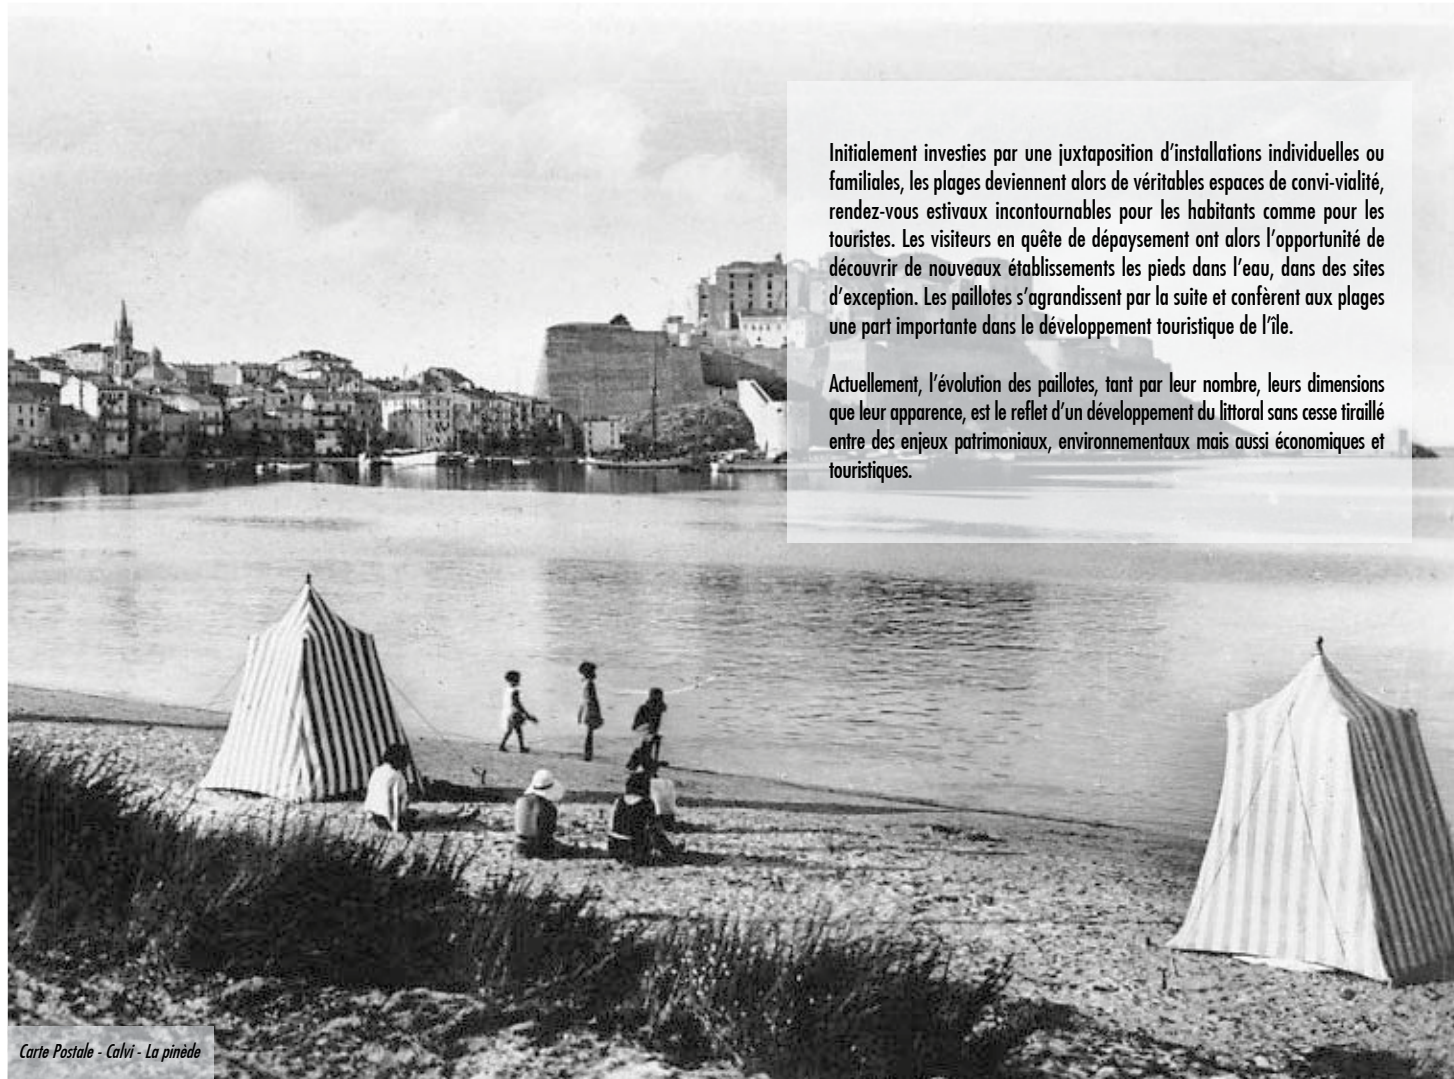 Initialement investies par une juxtaposition d’installations individuelles ou
familiales, les plages deviennent alors de véritables espaces de convi-vialité,
rendez-vous estivaux incontournables pour les habitants comme pour les
touristes. Les visiteurs en quête de dépaysement ont alors l’opportunité de
découvrir de nouveaux établissements les pieds dans l’eau, dans des sites
d’exception. Les paillotes s’agrandissent par la suite et confèrent aux plages
une part importante dans le développement touristique de l’île.
Actuellement, l’évolution des paillotes, tant par leur nombre, leurs dimensions
que leur apparence, est le reflet d’un développement du littoral sans cesse tiraillé
entre des enjeux patrimoniaux, environnementaux mais aussi économiques et
touristiques.
Carte Postale - Calvi - La pinède